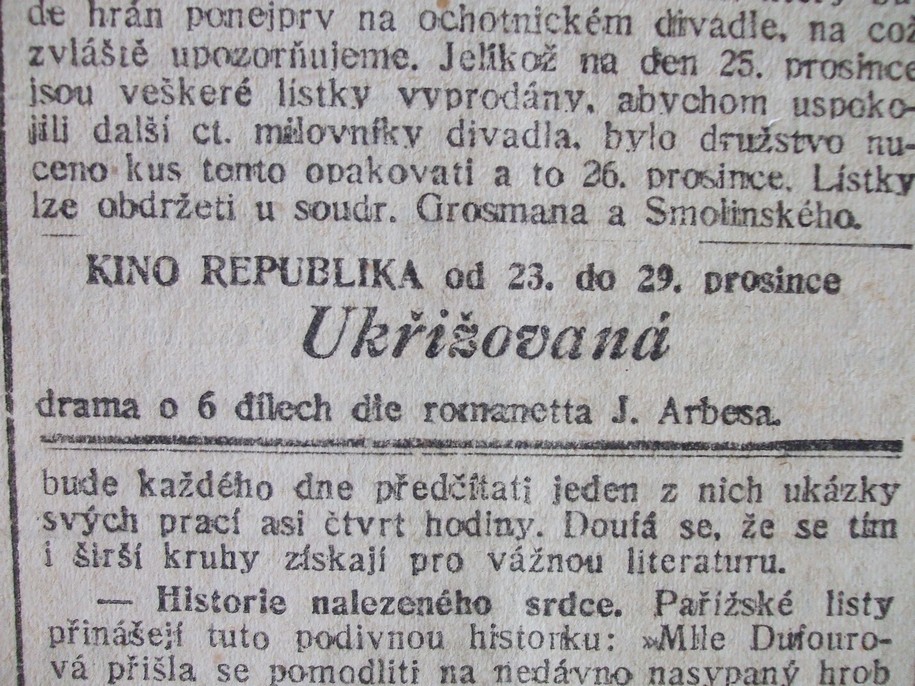 de hrán ponejprv na ochotnickém divadle, na což
zvláště upozorňujeme. Jelikož na den 25. prosince
jsou veškeré lístky vyprodány, abychom uspoko-
jili další ct. milovníky divadla, bylo družstvo nu-
ceno kus tento opakovati a to 26. prosince. Lístky
lze obdržeti u soudr. Grosmana a Smolinského.
KINO REPUBLIKA od 23. do 29. prosince
Ukřižovaná
drama o 6 dílech dle romanetta J. Arbesa.
bude každého dne předčítati jeden z nich ukázky
svých prací asi čtvrt hodiny. Doufá se, že se tím
i širší kruhy získají pro vážnou literaturu.
— Historie nalezeného srdce. Pařížské listy
přinášejí tuto podivnou historku: »Mlle Dufouro-
vá přišla se pomodliti na nedávno nasypaný hrob